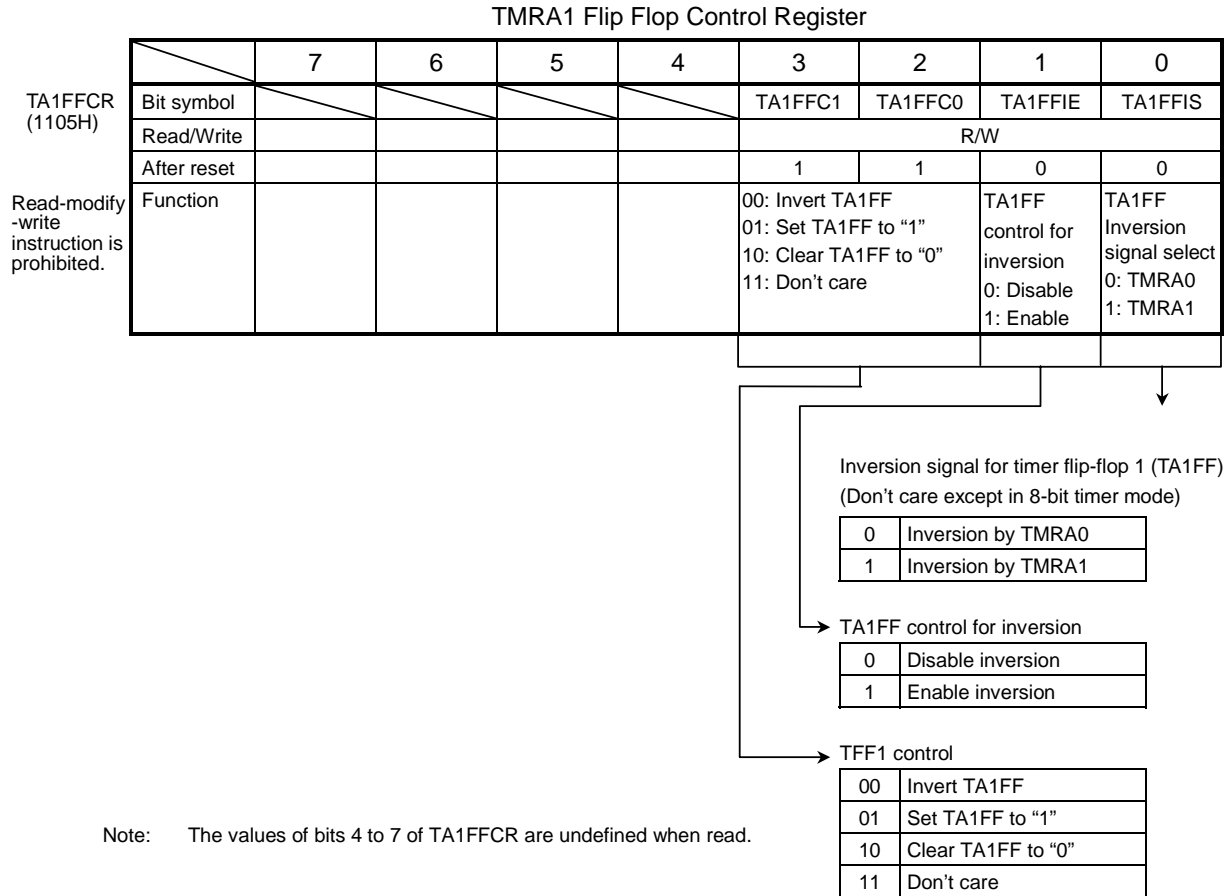 TMRA1 Flip Flop Control Register
7 6 5 4 3 2 1 0
TA1FFCR
(1105H)
Bit symbol TA1FFC1 TA1FFC0 TA1FFIE TA1FFIS
Read/Write R/W
After reset 1 1 0 0
Read-modify
-write
instruction is
prohibited.
Function
00: Invert TA1FF
01: Set TA1FF to “1”
10: Clear TA1FF to “0”
11: Don’t care
TA1FF
control for
inversion
0: Disable
1: Enable
TA1FF
Inversion
signal select
0: TMRA0
1: TMRA1
Inversion signal for timer flip-flop 1 (TA1FF)
(Don’t care except in 8-bit timer mode)
0 Inversion by TMRA0
1 Inversion by TMRA1
TA1FF control for inversion
0 Disable inversion
1 Enable inversion
TFF1 control
00 Invert TA1FF
01 Set TA1FF to “1”
10 Clear TA1FF to “0”
11 Don’t care
Note: The values of bits 4 to 7 of TA1FFCR are undefined when read.